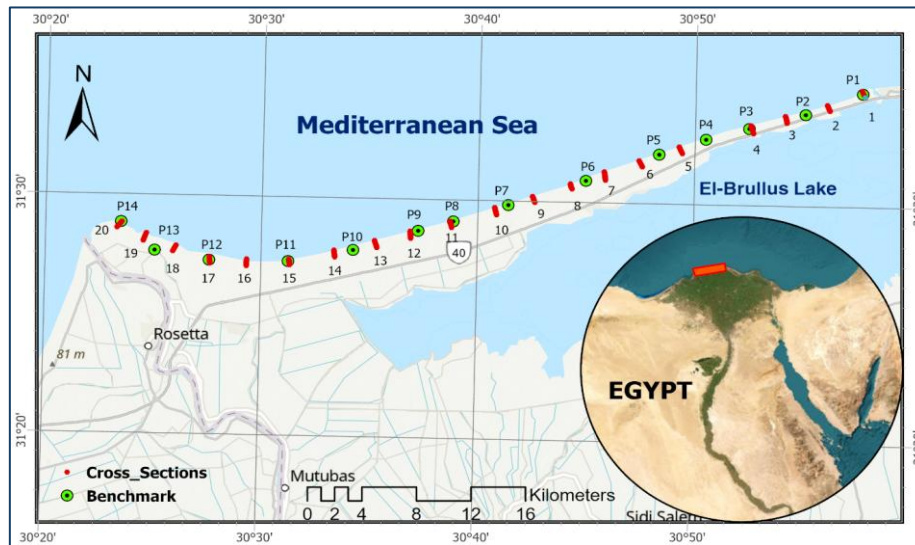 30°20' 30°30' 30°40' 30°50'
N
Mediterranean Sea
P1
P2
P3
P4
P5
P6
P7
P8
P9
P10
P11
P12
P13
P14
1
2
3
4
5
6
7
8
9
10
11
12
13
14
15
16
17
18
19
20
31°30'
El-Brullus Lake
40
Rosetta
81 m
EGYPT
31°20'
Cross_Sections
Benchmark
Mutubas
Kilometers
0 2 4 8 12 16
30°20' 30°30' 30°40' 30°50'